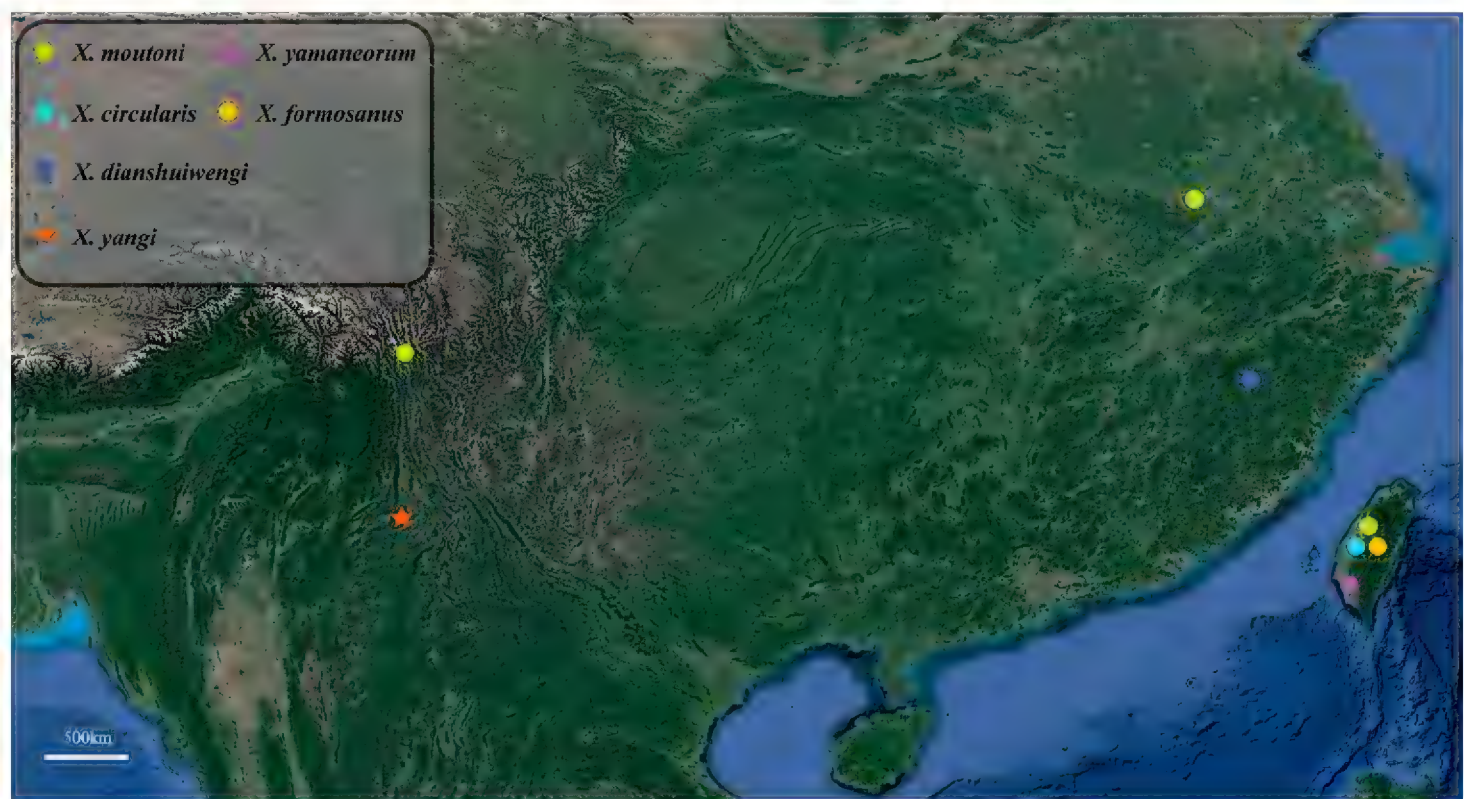 X. moutoni X. yamaneorum
X. circularis X. formosanus
X. dianshuiwengi
X. yangi
500km